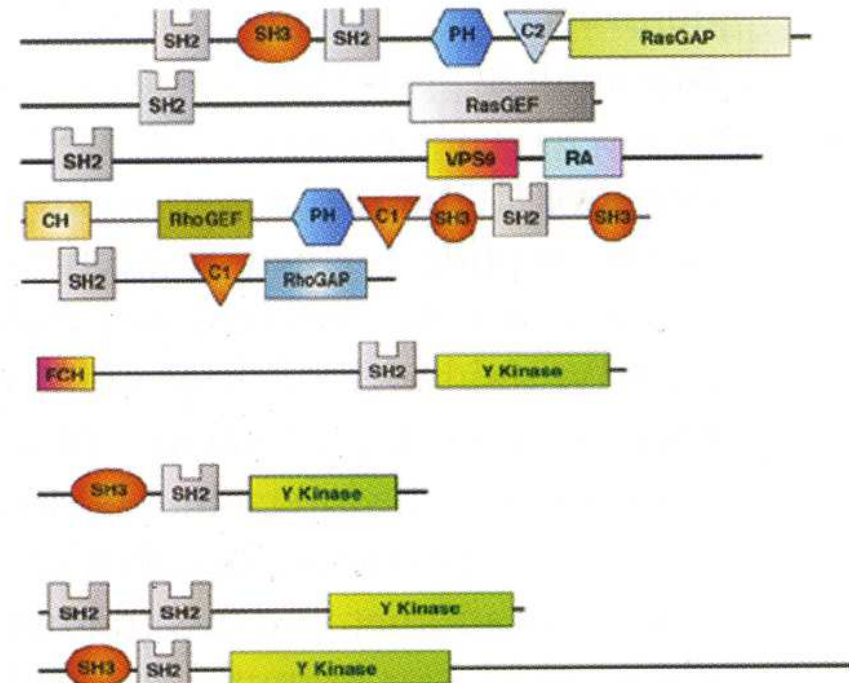 SH2 SH3 SH2 PH C2 RasGAP
SH2 RasGEF
SH2 VPS9 RA
CH RhoGEF PH C1 SH3 SH2 SH3
SH2 C1 RhoGAP
FCH SH2 Y Kinase
SH3 SH2 Y Kinase
SH2 SH2 Y Kinase
SH3 SH2 Y Kinase